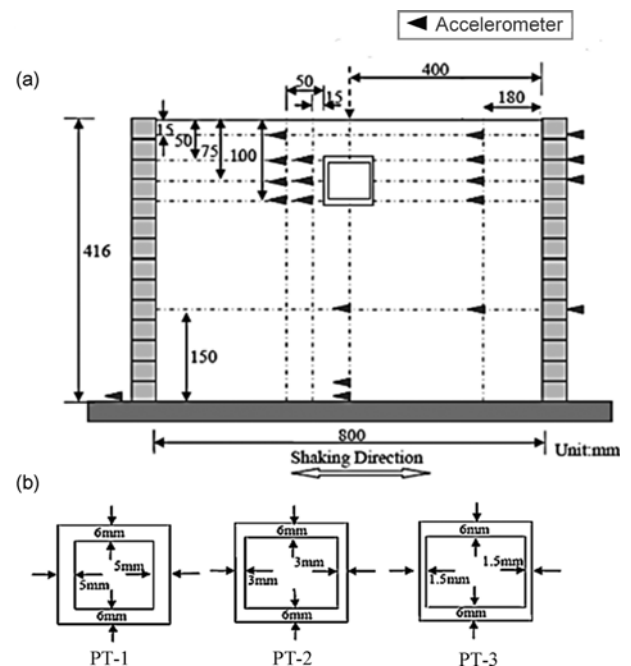 Accelerometer
(a)
400
50
15
180
15
50
75
100
416
150
800
Shaking Direction
Unit:mm
(b)
6mm
5mm
5mm
6mm
6mm
3mm
3mm
6mm
6mm
1.5mm
1.5mm
6mm
PT-1
PT-2
PT-3